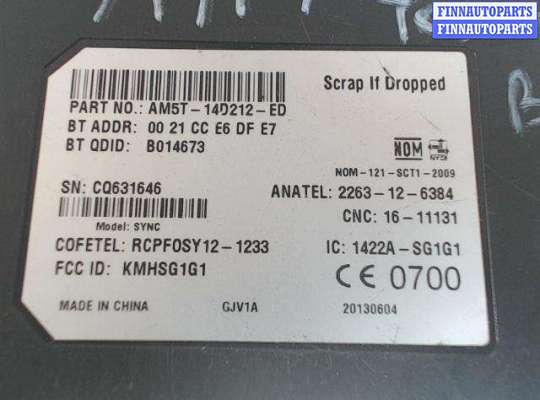 FINNAUTOPARTS
FINNAUTOPARTS
FINNAUTOPARTS
Scrap If Dropped
PART NO.: AM5T-14D212-ED
BT ADDR: 00 21 CC E6 DF E7
BT QDID: B014673
NOM
NOM-121-SCT1-2009
SN: CQ631646
ANATEL: 2263-12-6384
Model: SYNC
CNC: 16-11131
COFETEL: RCPFOSY12-1233
IC: 1422A-SG1G1
FCC ID: KMHSG1G1
CE 0700
MADE IN CHINA
GJV1A
20130604